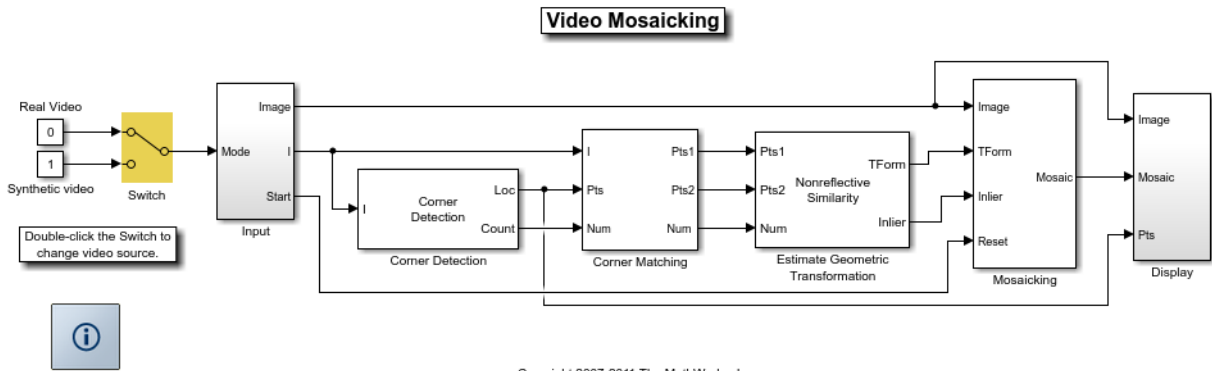 Video Mosaicking
Real Video
0
1
Synthetic video
Switch
Double-click the Switch to
change video source.
Mode
Image
I
Start
Input
I
Corner
Detection
Loc
Count
Corner Detection
I
Pts
Num
Pts1
Pts2
Num
Corner Matching
Pts1
Pts2
Num
Nonreflective
Similarity
TForm
Inlier
Estimate Geometric
Transformation
Image
TForm
Inlier
Reset
Mosaic
Mosaicking
Image
Mosaic
Pts
Display